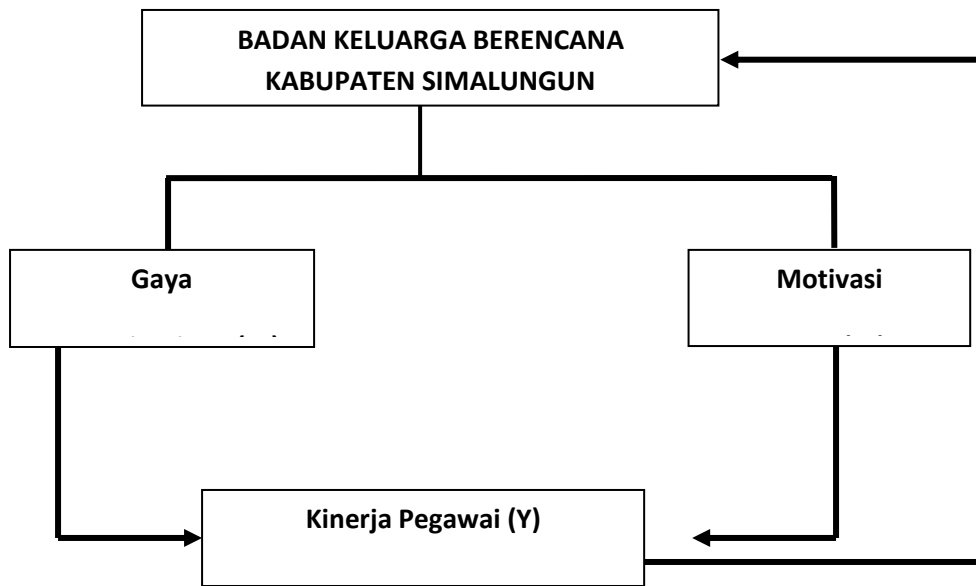 BADAN KELUARGA BERENCANA
KABUPATEN SIMALUNGUN
Gaya
Motivasi
Kinerja Pegawai (Y)